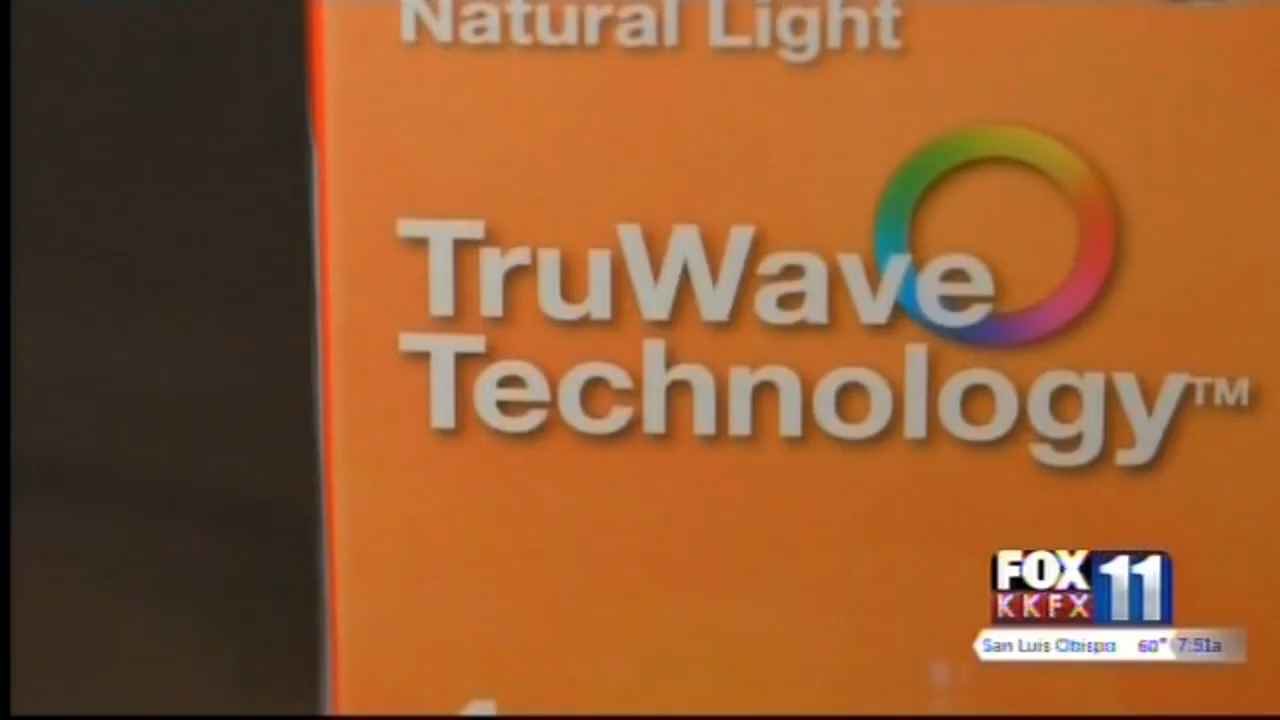 Natural Light
TruWave
Technology™
FOX 11
KKFX
San Luis Obispo 60° 7:51a